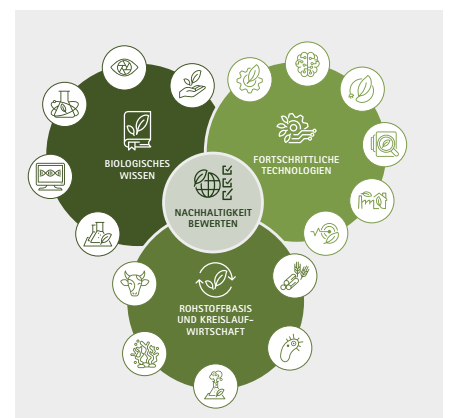 BIOLOGISCHES
WISSEN
FORTSCHRITTLICHE
TECHNOLOGIEN
NACHHALTIGKEIT
BEWERTEN
ROHSTOFFBASIS
UND KREISLAUF-
WIRTSCHAFT